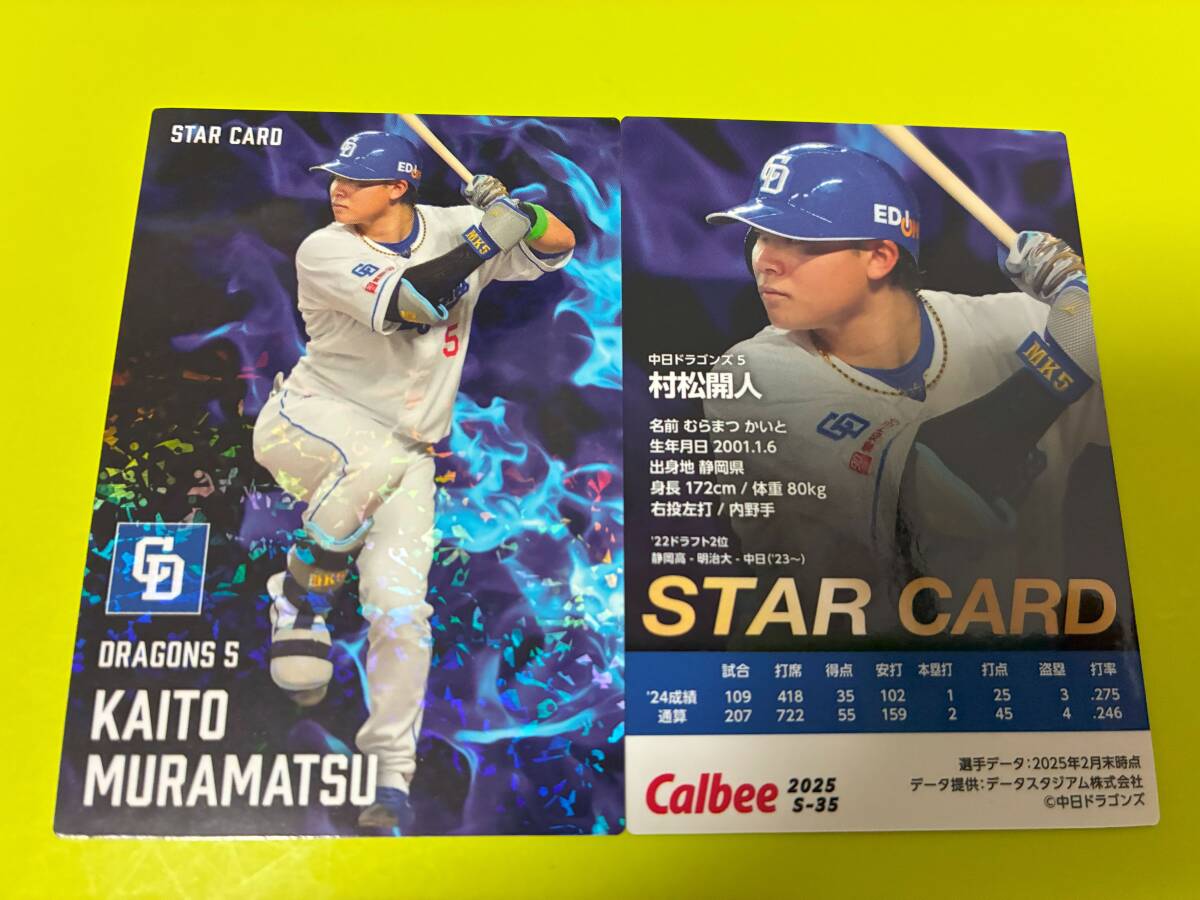 STAR CARD
EDI
MK5
5
MK5
DRAGONS 5
KAITO
MURAMATSU
EDION
MK5
中日ドラゴンズ 5
村松開人
名前 むらまつ かいと
生年月日 2001.1.6
出身地 静岡県
身長 172cm / 体重 80kg
右投左打 / 内野手
'22ドラフト2位
静岡高 - 明治大 - 中日('23~)
STAR CARD
試合 打席 得点 安打 本塁打 打点 盗塁 打率
'24成績 109 418 35 102 1 25 3 .275
通算 207 722 55 159 2 45 4 .246
Calbee 2025
S-35
選手データ:2025年2月末時点
データ提供:データスタジアム株式会社
©中日ドラゴンズ